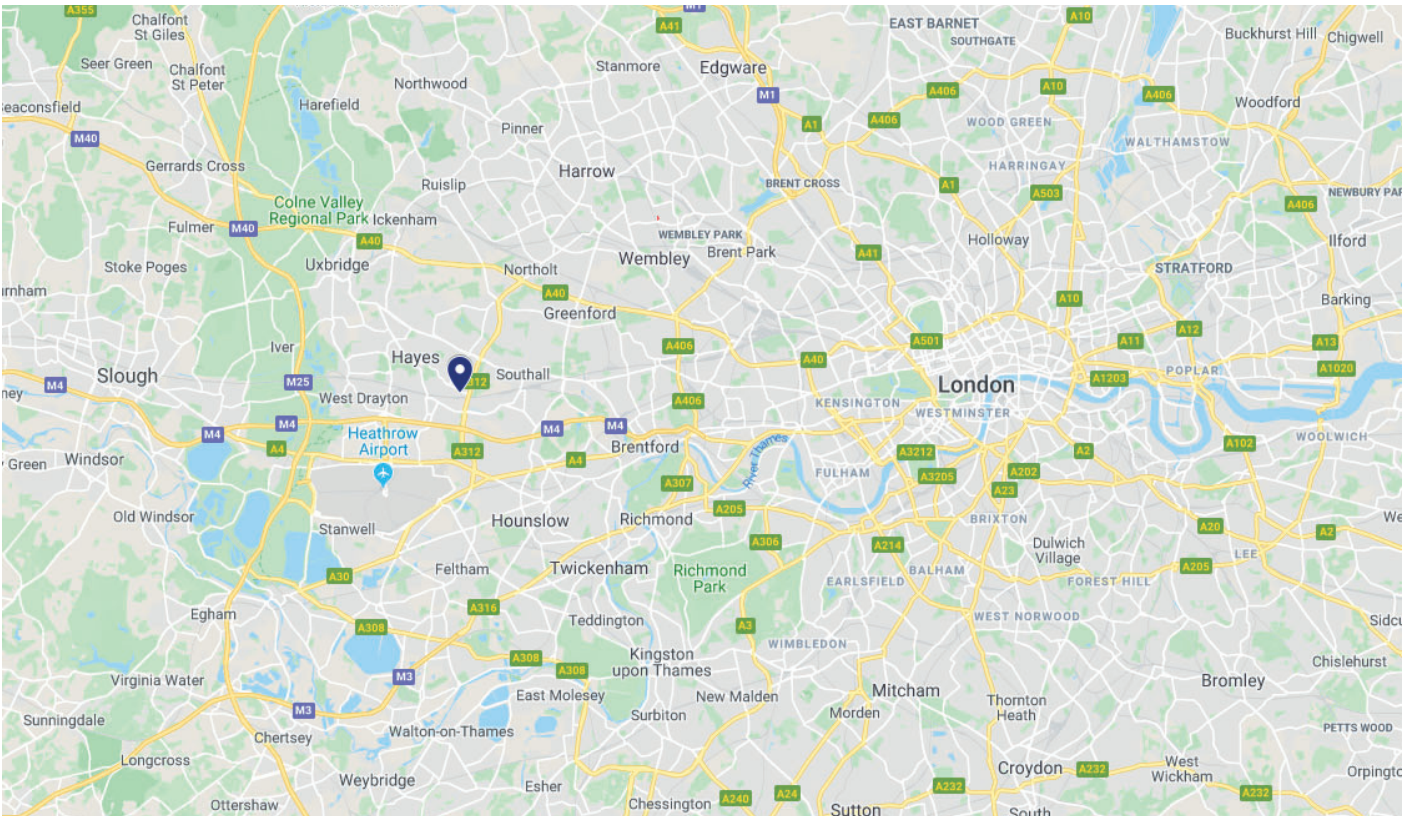 A355
Chalfont
St Giles
M1
A41
EAST BARNET
A10
SOUTHGATE
Buckhurst Hill
Chigwell
Seer Green
Chalfont
St Peter
Stanmore
Edgware
Northwood
Harefield
M1
A406
A10
A406
Woodford
A1
A406
WOOD GREEN
M40
Pinner
WALTHAMSTOW
Gerrards Cross
Harrow
HARRINGAY
Ruislip
BRENT CROSS
A1
A503
Colne Valley
Regional Park
Ickenham
A406
Fulmer
M40
A40
WEMBLEY PARK
Brent Park
A41
Holloway
Ilford
Stoke Poges
Uxbridge
Northolt
Wembley
STRATFORD
A40
Greenford
A10
Barking
Iver
A406
A501
A11
A12
A13
Hayes
A40
Slough
M4
M25
Southall
London
A1203
POPLAR
A1020
West Drayton
A406
KENSINGTON
WESTMINSTER
M4
M4
M4
M4
Heathrow
Airport
A4
A312
A4
Brentford
River Thames
A3212
A2
A102
WOOLWICH
Windsor
FULHAM
A3205
A202
A307
A23
Old Windsor
Stanwell
Hounslow
Richmond
A205
BRIXTON
A20
A2
A306
A214
Dulwich
Village
LEE
Feltham
Twickenham
Richmond
Park
EARLSFIELD
BALHAM
FOREST HILL
A205
A30
Egham
A316
A308
Teddington
A3
WEST NORWOOD
WIMBLEDON
Kingston
upon Thames
A308
A308
Chislehurst
Virginia Water
M3
East Molesey
New Malden
Mitcham
Bromley
M3
Surbiton
Morden
Thornton
Heath
Sunningdale
Chertsey
Walton-on-Thames
PETTS WOOD
Longcross
Weybridge
Esher
Croydon
A232
West
Wickham
Ottershaw
Chessington
A240
A24
Sutton
A232
South
A232